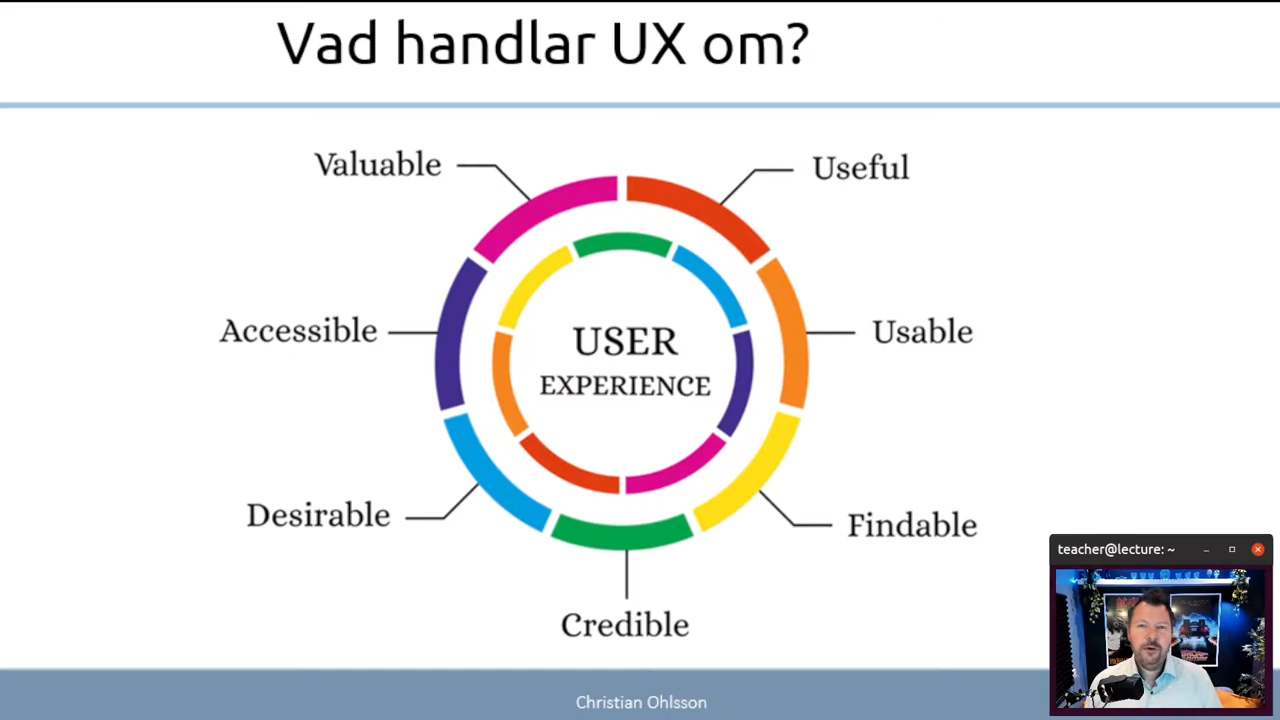 Vad handlar UX om?
Valuable
Useful
Accessible
USER
EXPERIENCE
Usable
Desirable
Findable
Credible
teacher@lecture: ~
Christian Ohlsson